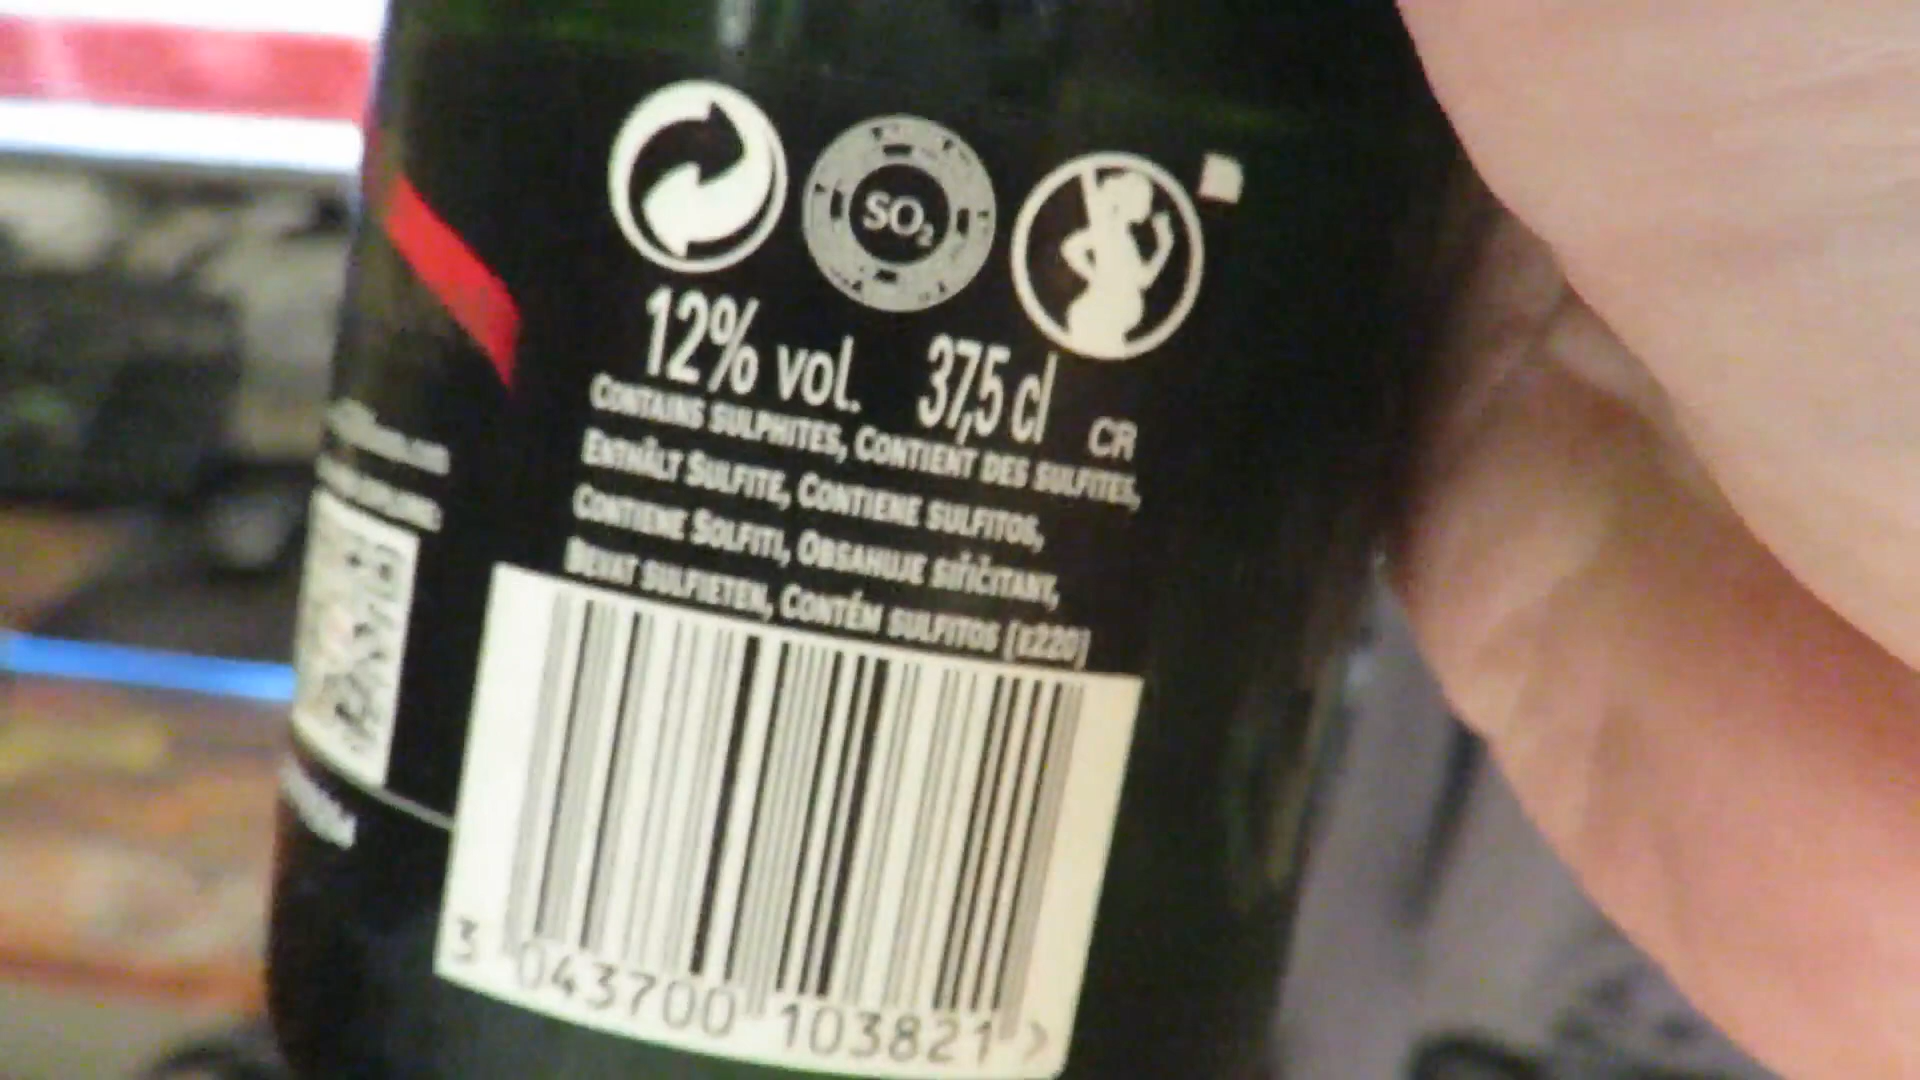 SO₂
12% vol. 37,5 cl CR
CONTAINS SULPHITES, CONTIENT DES SULFITES,
ENTHÄLT SULFITE, CONTIENE SULFITOS,
CONTIENE SOLFITI, OBSAHUJE SIŘIČITANY,
BEVAT SULFIETEN, CONTÉM SULFITOS (E220)
3 043700 103821 >